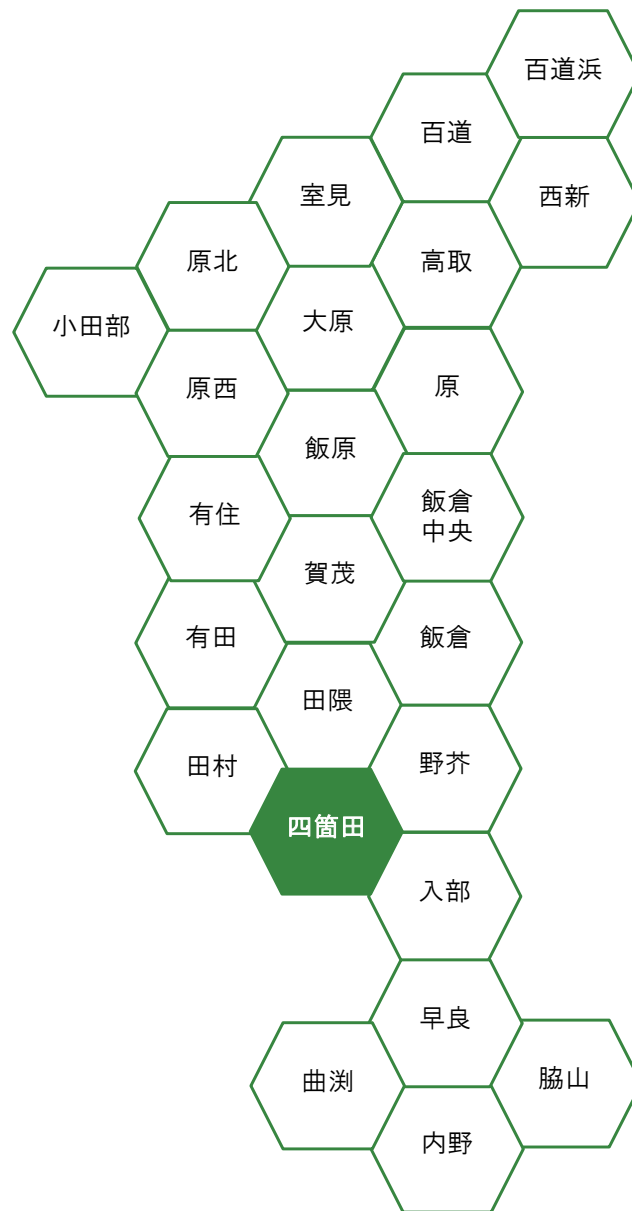 百道浜
百道
室見
西新
原北
高取
小田部
大原
原西
原
飯原
有住
飯倉
中央
賀茂
有田
飯倉
田隈
田村
野芥
四箇田
入部
早良
曲渕
脇山
内野